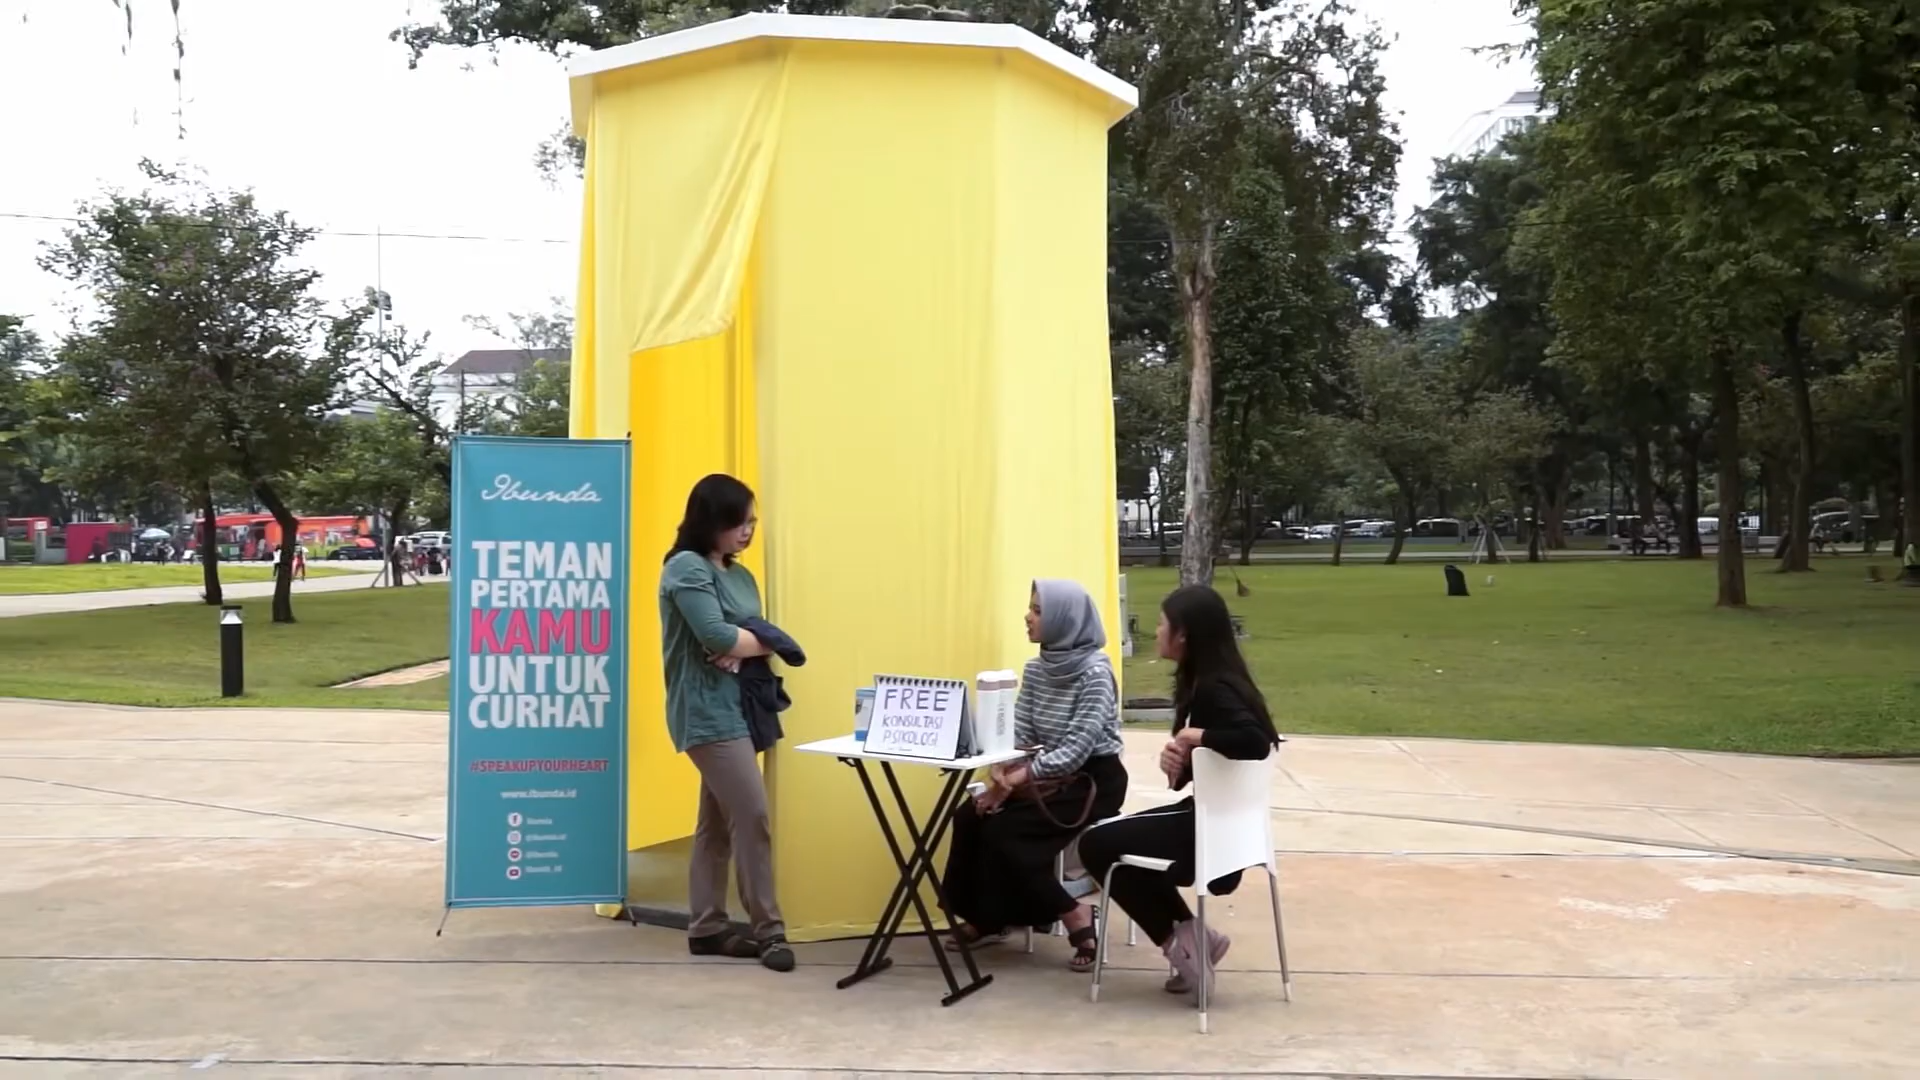 Ibunda
TEMAN
PERTAMA
KAMU
UNTUK
CURHAT
#SPEAKUPYOURHEART
www.ibunda.id
FREE
KONSULTASI
PSIKOLOGI